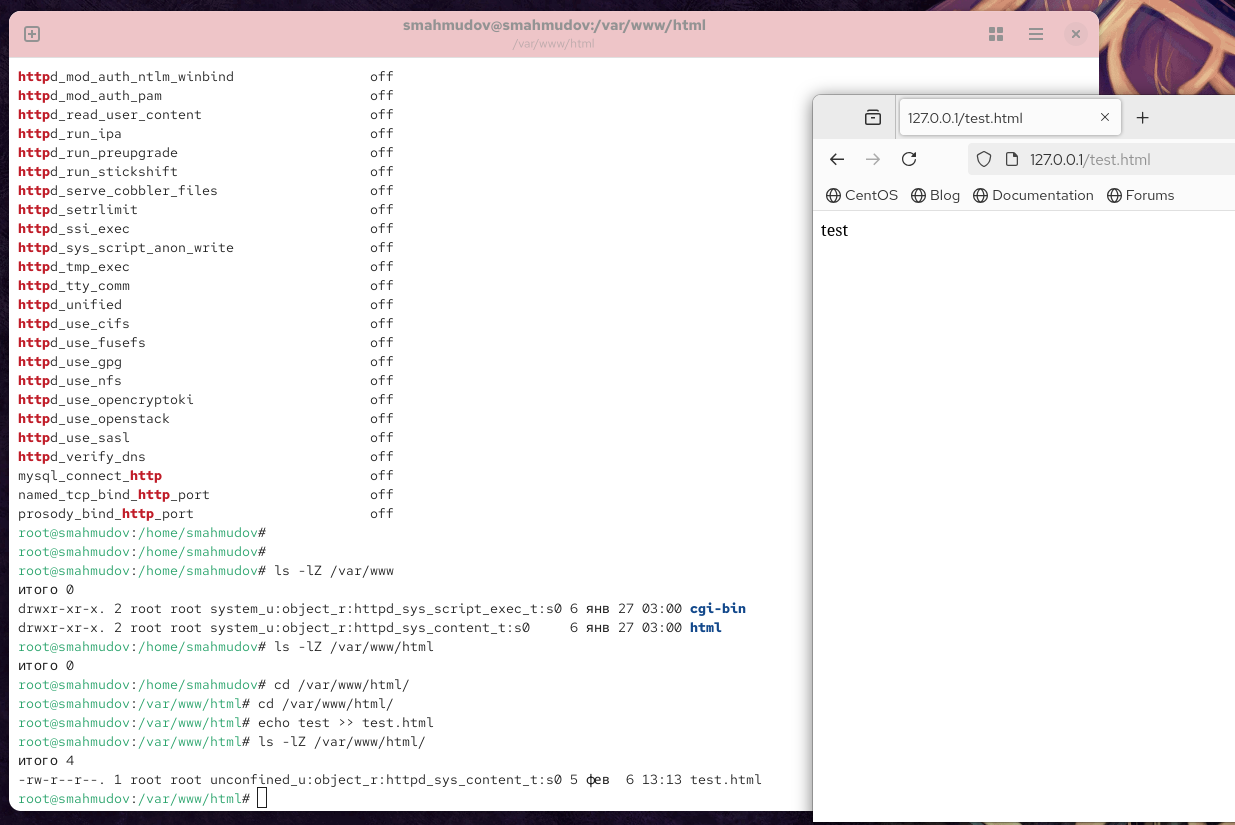 smahmudov@smahmudov:/var/www/html
/var/www/html
httpd_mod_auth_ntlm_winbind                 off
httpd_mod_auth_pam                          off
httpd_read_user_content                     off
httpd_run_ipa                               off
httpd_run_preupgrade                        off
httpd_run_stickshift                        off
httpd_serve_cobbler_files                   off
httpd_setrlimit                             off
httpd_ssi_exec                              off
httpd_sys_script_anon_write                 off
httpd_tmp_exec                              off
httpd_tty_comm                              off
httpd_unified                               off
httpd_use_cifs                              off
httpd_use_fusefs                            off
httpd_use_gpg                               off
httpd_use_nfs                               off
httpd_use_opencryptoki                      off
httpd_use_openstack                         off
httpd_use_sasl                              off
httpd_verify_dns                            off
mysql_connect_http                          off
named_tcp_bind_http_port                    off
prosody_bind_http_port                      off
root@smahmudov:/home/smahmudov#
root@smahmudov:/home/smahmudov#
root@smahmudov:/home/smahmudov# ls -lZ /var/www
итого 0
drwxr-xr-x. 2 root root system_u:object_r:httpd_sys_script_exec_t:s0 6 янв 27 03:00 cgi-bin
drwxr-xr-x. 2 root root system_u:object_r:httpd_sys_content_t:s0     6 янв 27 03:00 html
root@smahmudov:/home/smahmudov# ls -lZ /var/www/html
итого 0
root@smahmudov:/home/smahmudov# cd /var/www/html/
root@smahmudov:/var/www/html# cd /var/www/html/
root@smahmudov:/var/www/html# echo test >> test.html
root@smahmudov:/var/www/html# ls -lZ /var/www/html/
итого 4
-rw-r--r--. 1 root root unconfined_u:object_r:httpd_sys_content_t:s0 5 фев  6 13:13 test.html
root@smahmudov:/var/www/html#
127.0.0.1/test.html
127.0.0.1/test.html
CentOS Blog Documentation Forums
test